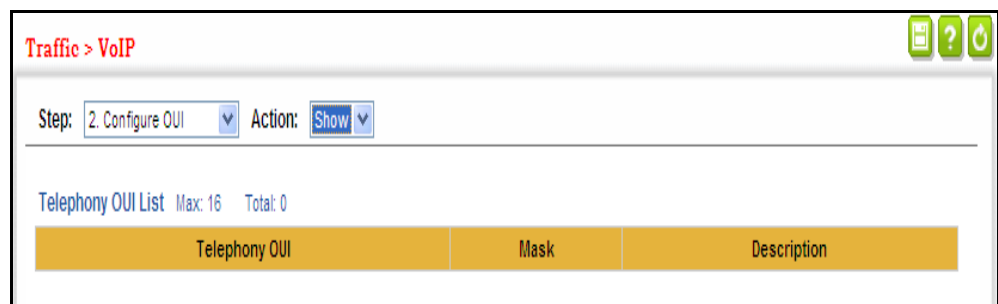 Traffic > VoIP
?
Step: 2. Configure OUI Action: Show
Telephony OUI List Max: 16 Total: 0
Telephony OUI Mask Description